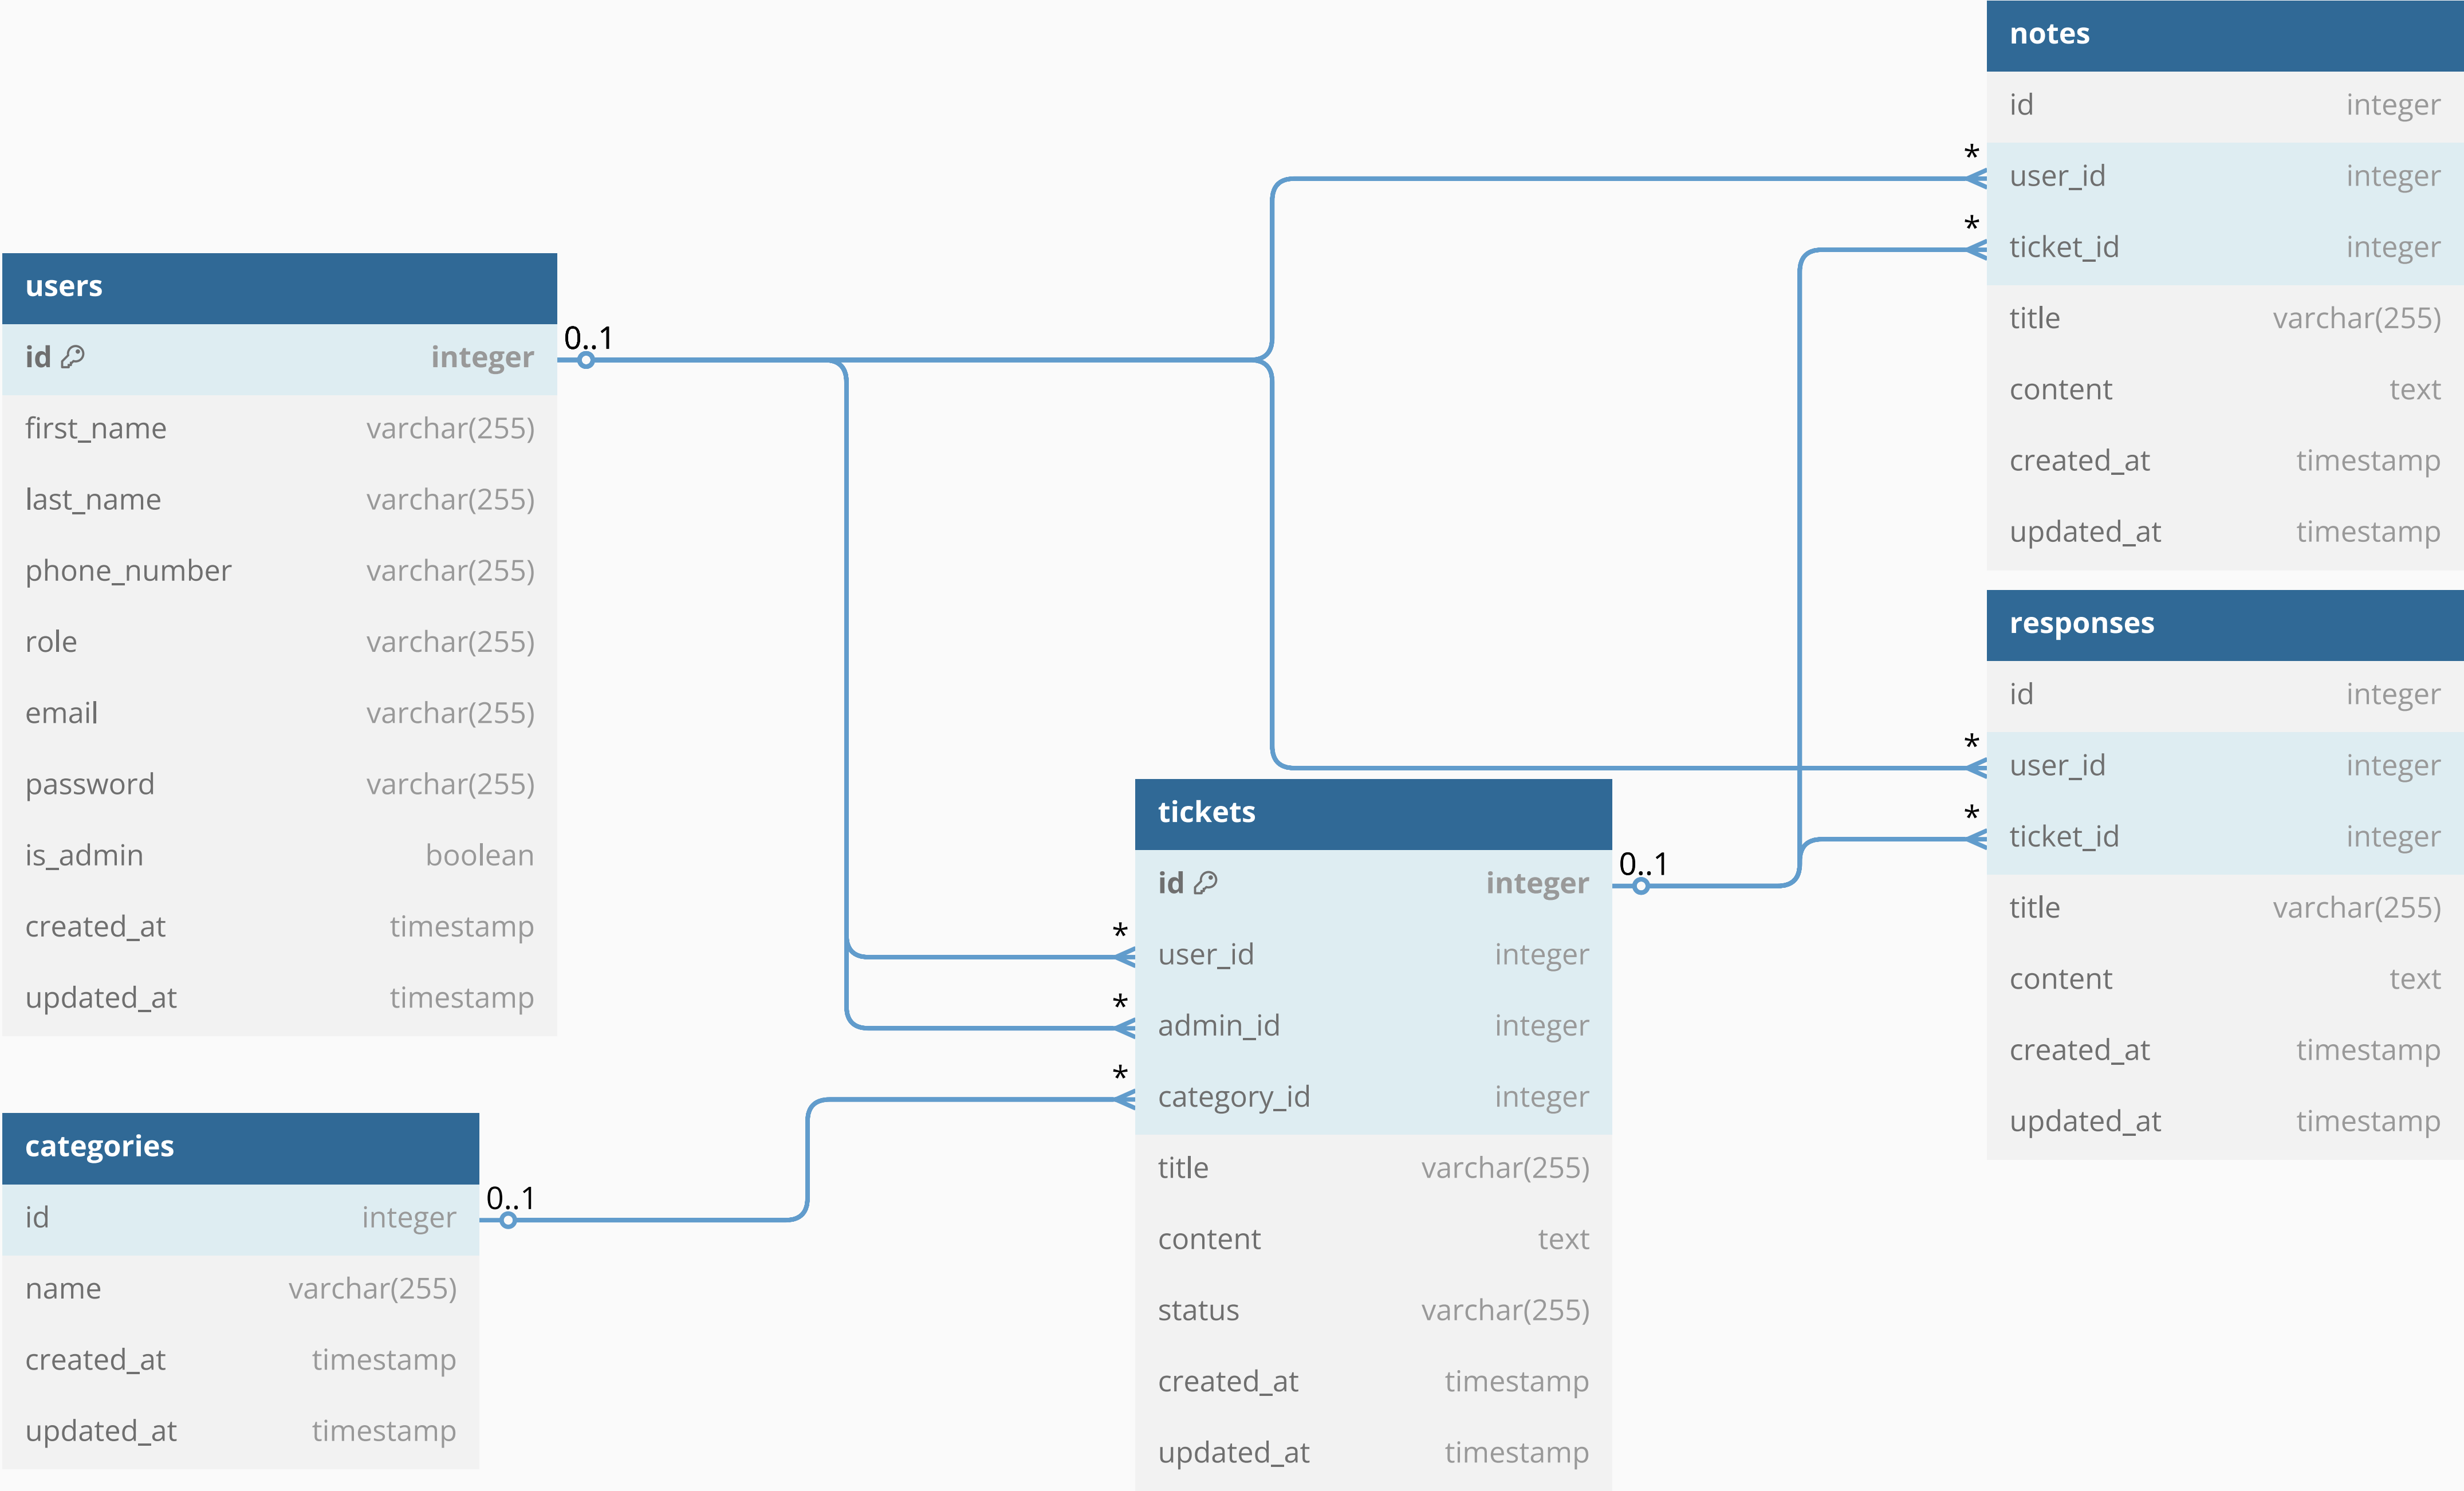 users
id integer
first_name varchar(255)
last_name varchar(255)
phone_number varchar(255)
role varchar(255)
email varchar(255)
password varchar(255)
is_admin boolean
created_at timestamp
updated_at timestamp
0..1
categories
id integer
name varchar(255)
created_at timestamp
updated_at timestamp
0..1
tickets
id integer
* user_id integer
* admin_id integer
* category_id integer
title varchar(255)
content text
status varchar(255)
created_at timestamp
updated_at timestamp
0..1
notes
id integer
* user_id integer
* ticket_id integer
title varchar(255)
content text
created_at timestamp
updated_at timestamp
responses
id integer
* user_id integer
* ticket_id integer
title varchar(255)
content text
created_at timestamp
updated_at timestamp